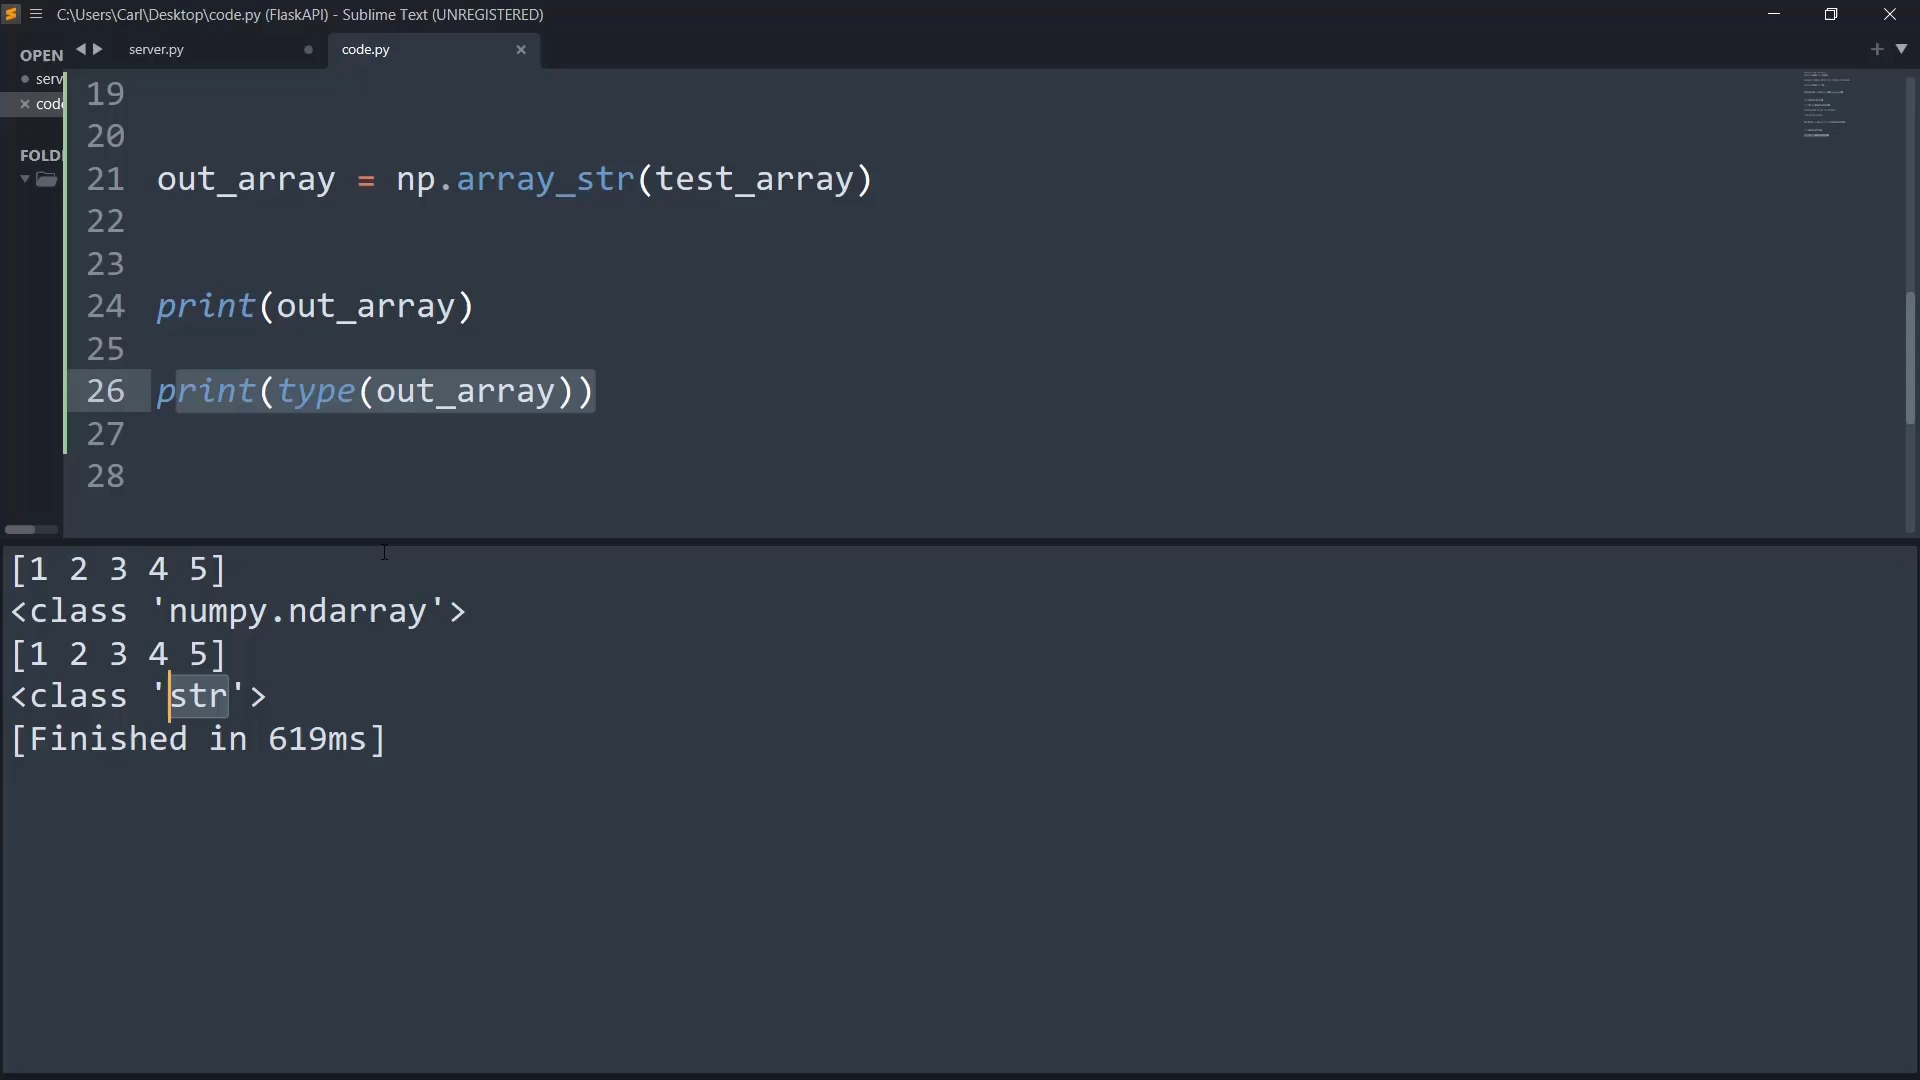 C:\Users\Carl\Desktop\code.py (FlaskAPI) - Sublime Text (UNREGISTERED)
OPEN
server.py
code.py
serv
code
FOLD
19
20
21 out_array = np.array_str(test_array)
22
23
24 print(out_array)
25
26 print(type(out_array))
27
28
[1 2 3 4 5]
<class 'numpy.ndarray'>
[1 2 3 4 5]
<class 'str'>
[Finished in 619ms]